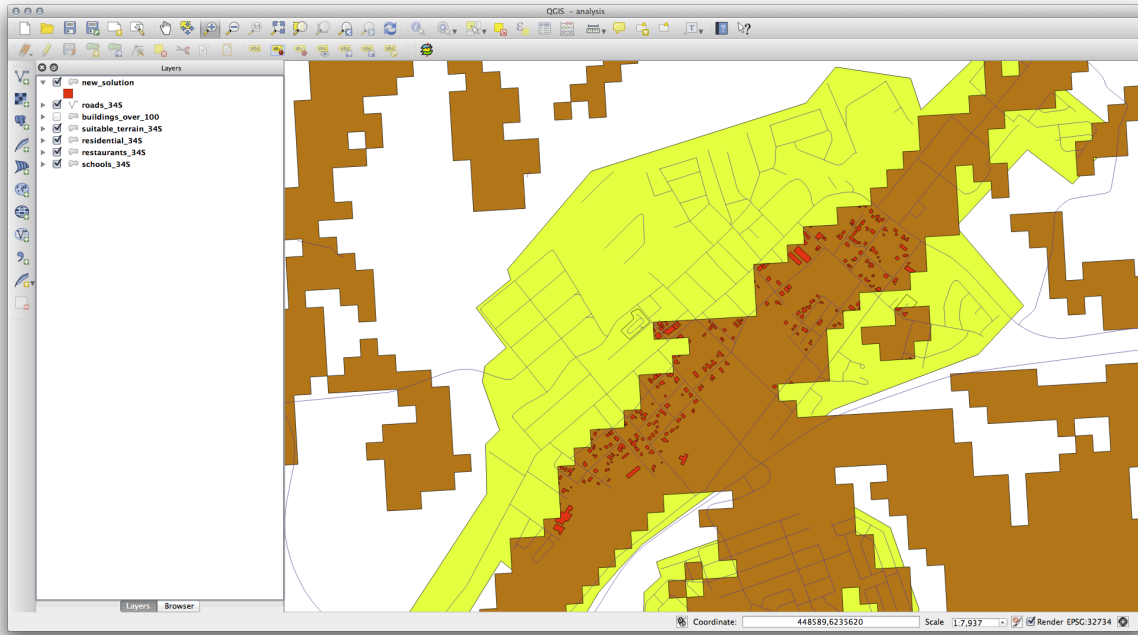 QGIS - analysis
Layers
new_solution
roads_34S
buildings_over_100
suitable_terrain_34S
residential_34S
restaurants_34S
schools_34S
Layers Browser
Coordinate: 448589,6235620 Scale 1:7,937 Render EPSG:32734